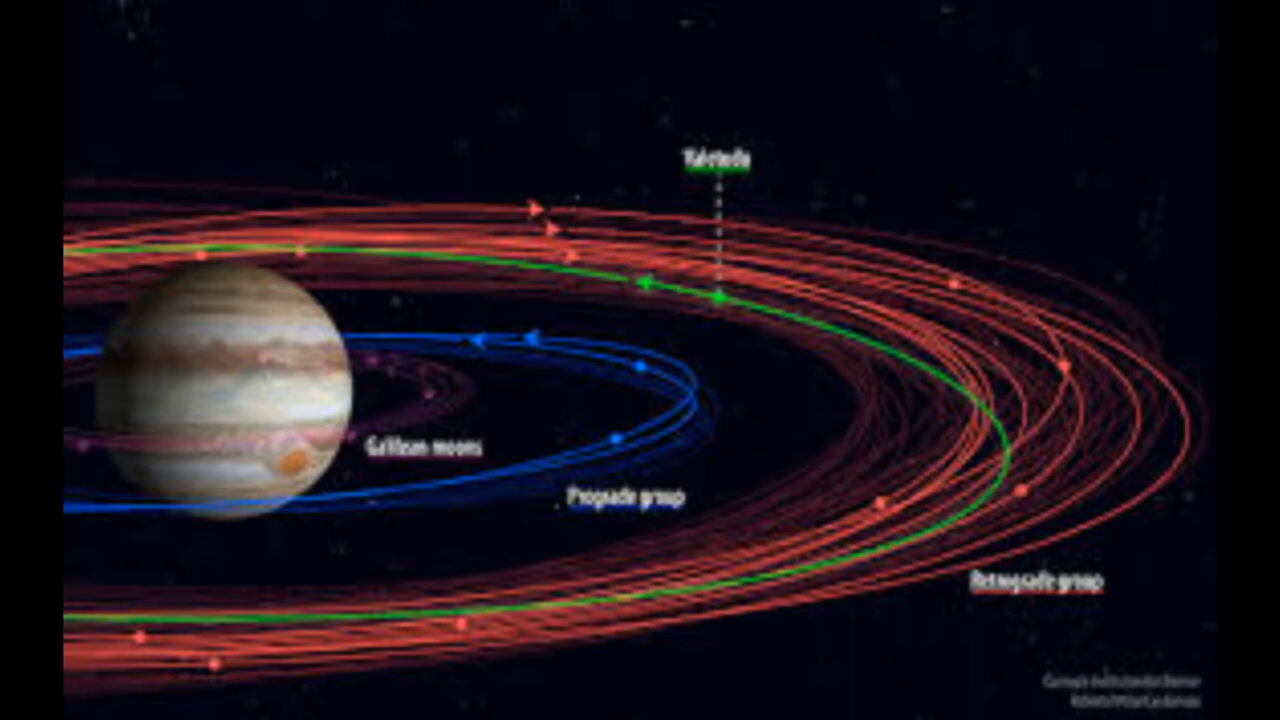 Valetudo
Galilean moons
Prograde group
Retrograde group